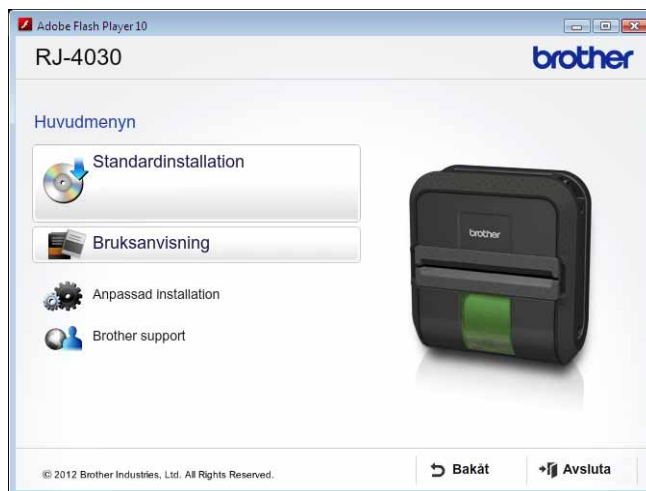 Adobe Flash Player 10
RJ-4030
brother
Huvudmenyn
Standardinstallation
Bruksanvisning
Anpassad installation
Brother support
brother
© 2012 Brother Industries, Ltd. All Rights Reserved.
Bakåt
Avsluta